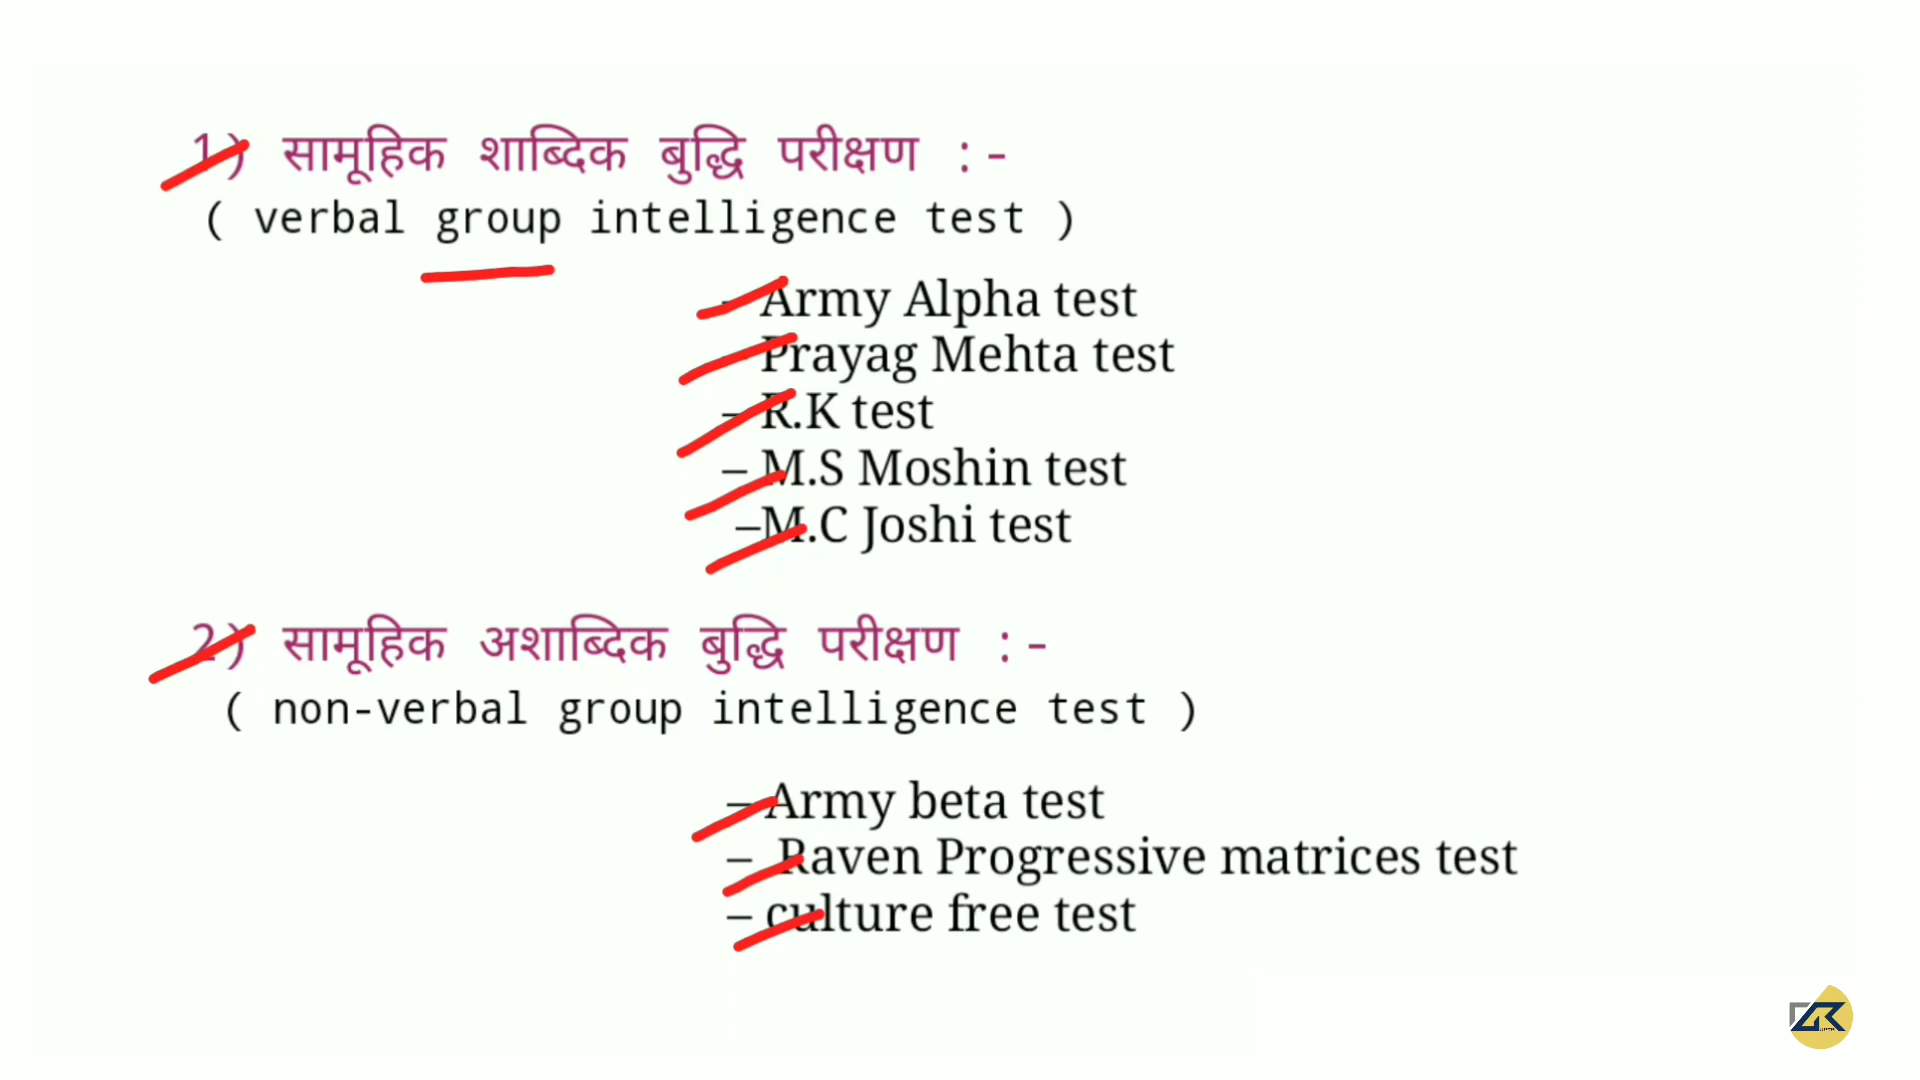 1) सामूहिक शाब्दिक बुद्धि परीक्षण :-
( verbal group intelligence test )
– Army Alpha test
– Prayag Mehta test
– R.K test
– M.S Moshin test
–M.C Joshi test
2) सामूहिक अशाब्दिक बुद्धि परीक्षण :-
( non-verbal group intelligence test )
– Army beta test
– Raven Progressive matrices test
– culture free test